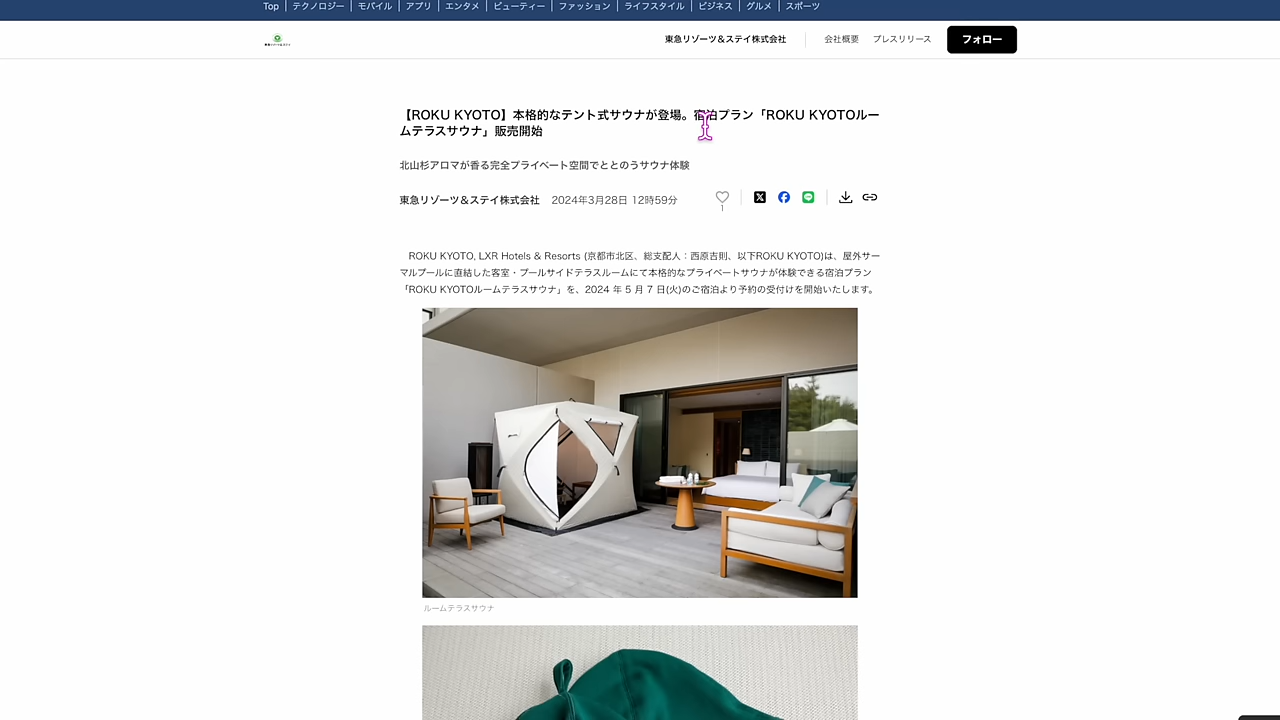 Top テクノロジー モバイル アプリ エンタメ ビューティー ファッション ライフスタイル ビジネス グルメ スポーツ
東急リゾーツ＆ステイ株式会社 会社概要 プレスリリース フォロー
【ROKU KYOTO】本格的なテント式サウナが登場。宿泊プラン「ROKU KYOTOルー
ムテラスサウナ」販売開始
北山杉アロマが香る完全プライベート空間でととのうサウナ体験
東急リゾーツ＆ステイ株式会社 2024年3月28日 12時59分
1
ROKU KYOTO, LXR Hotels & Resorts (京都市北区、総支配人：西原吉則、以下ROKU KYOTO)は、屋外サー
マルプールに直結した客室・プールサイドテラスルームにて本格的なプライベートサウナが体験できる宿泊プラン
「ROKU KYOTOルームテラスサウナ」を、2024 年 5 月 7 日(火)のご宿泊より予約の受付を開始いたします。
ルームテラスサウナ